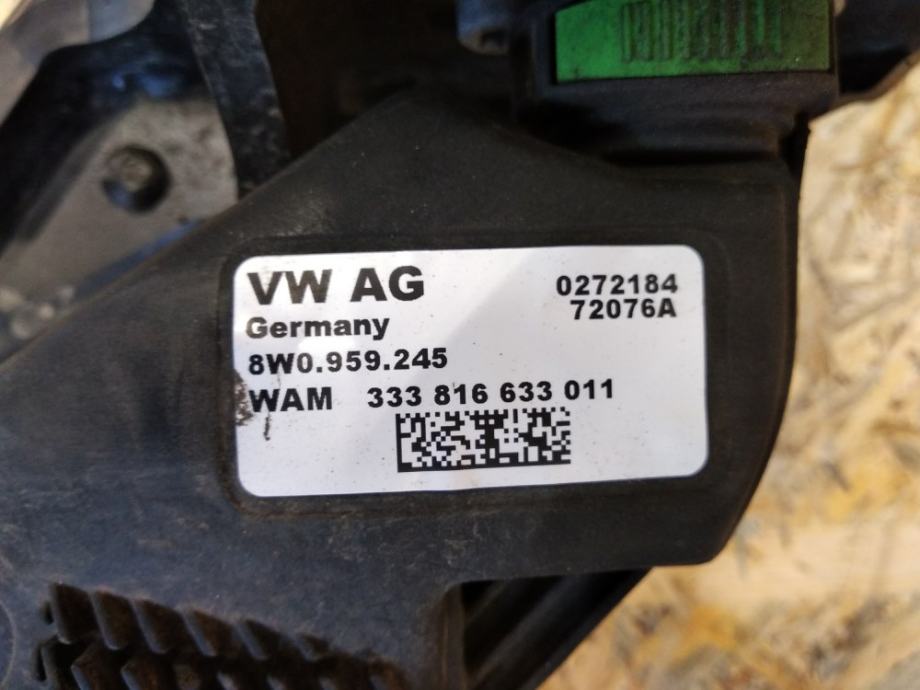 VW AG 0272184
Germany 72076A
8W0.959.245
WAM 333 816 633 011